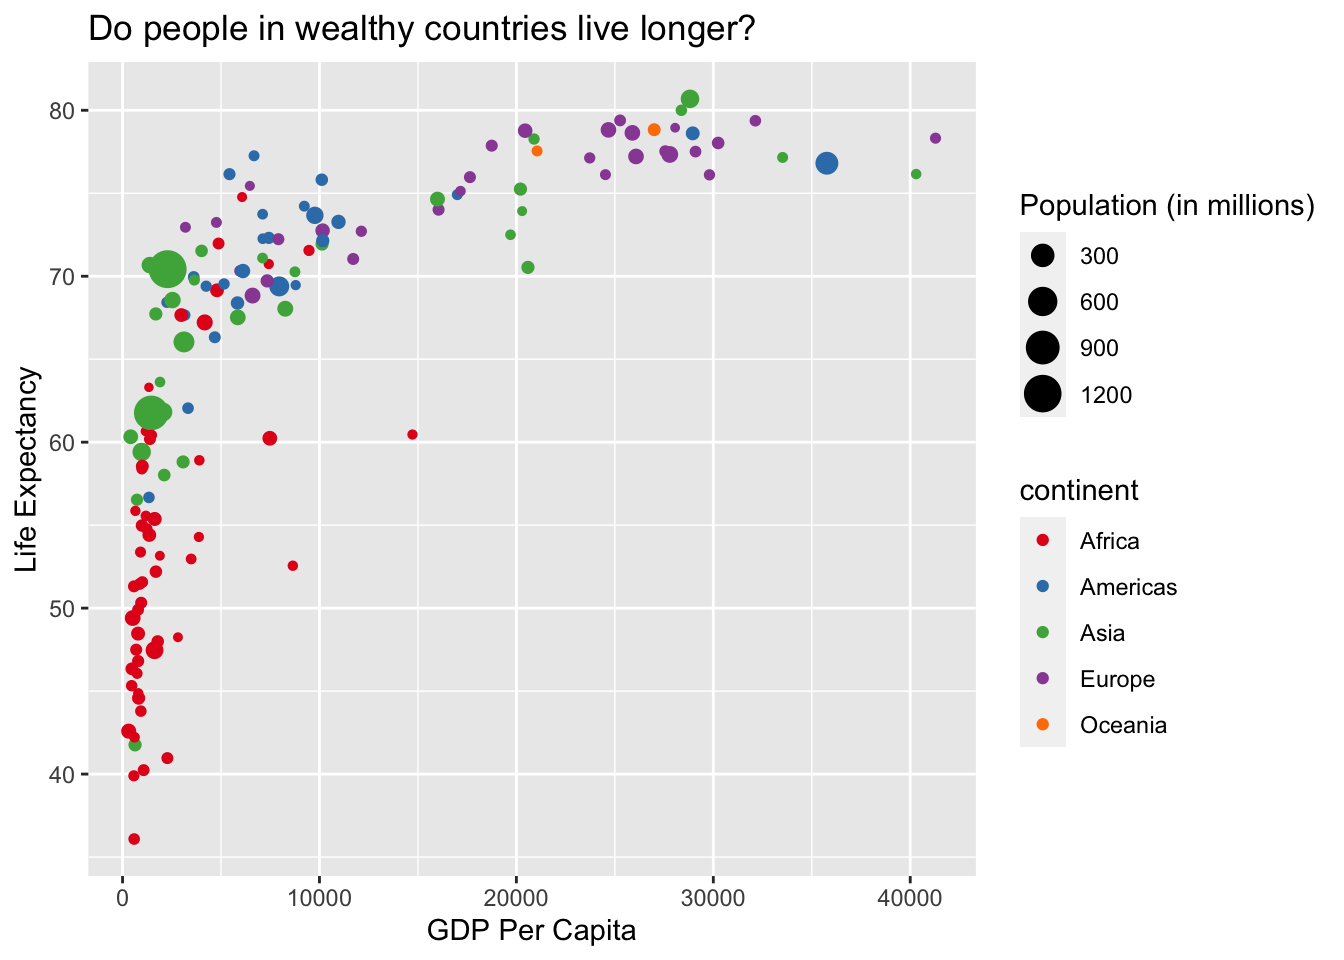 Do people in wealthy countries live longer?
80
70
60
50
40
Life Expectancy
0 10000 20000 30000 40000
GDP Per Capita
Population (in millions)
300
600
900
1200
continent
Africa
Americas
Asia
Europe
Oceania